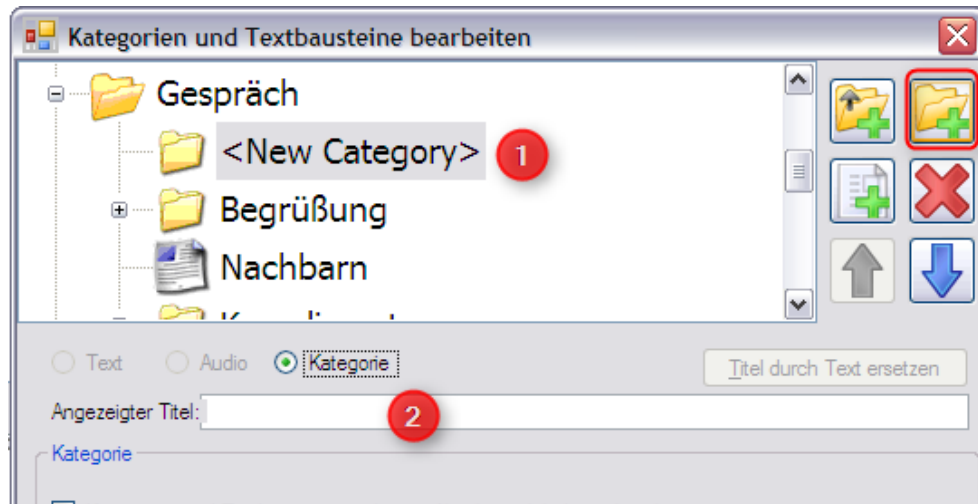 Kategorien und Textbausteine bearbeiten
Gespräch
<New Category>
1
Begrüßung
Nachbarn
Text Audio Kategorie Titel durch Text ersetzen
Angezeigter Titel: 2
Kategorie